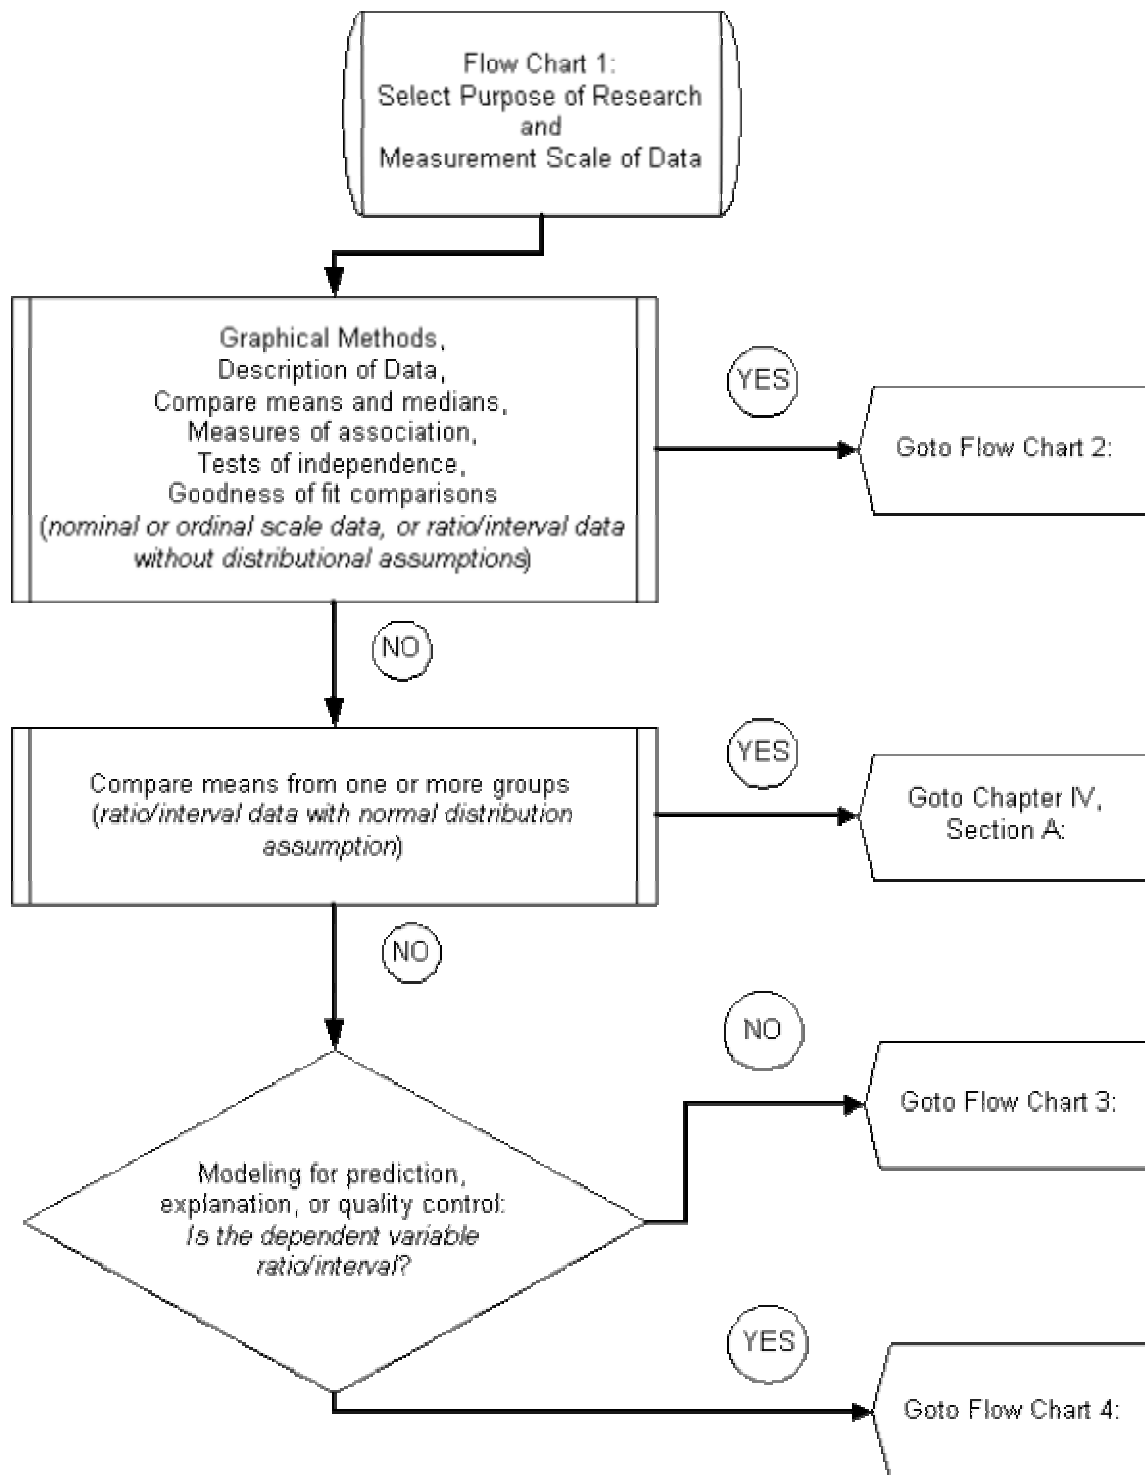 Flow Chart 1:
Select Purpose of Research
and
Measurement Scale of Data
Graphical Methods,
Description of Data,
Compare means and medians,
Measures of association,
Tests of independence,
Goodness of fit comparisons
(nominal or ordinal scale data, or ratio/interval data
without distributional assumptions)
YES
Goto Flow Chart 2:
NO
Compare means from one or more groups
(ratio/interval data with normal distribution
assumption)
YES
Goto Chapter IV,
Section A:
NO
Modeling for prediction,
explanation, or quality control:
Is the dependent variable
ratio/interval?
NO
Goto Flow Chart 3:
YES
Goto Flow Chart 4: